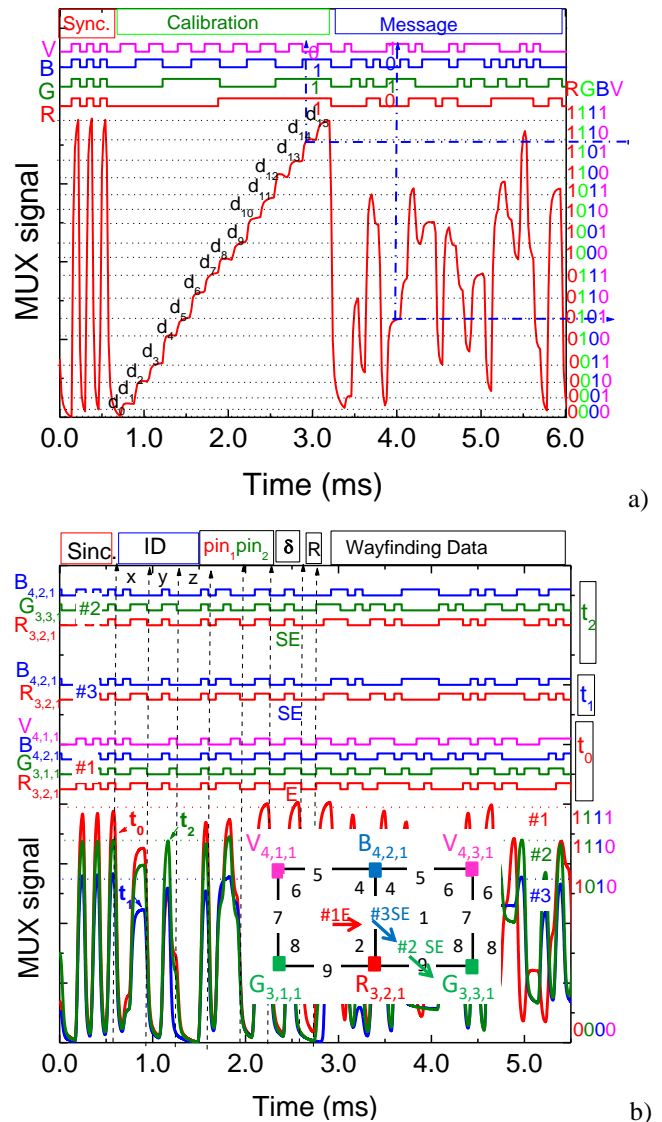 Sync. Calibration Message
V 0 1
B 1 0
G 1 1
R 1 0
RGBV
1111
1110
1101
1100
1011
1010
1001
1000
0111
0110
0101
0100
0011
0010
0001
0000
d0 d1 d2 d3 d4 d5 d6 d7 d8 d9 d10 d11 d12 d13 d14 d15
MUX signal
0.0 1.0 2.0 3.0 4.0 5.0 6.0
Time (ms)
a)
Sinc. ID pin1pin2 δ R Wayfinding Data
x y z
B4,2,1
G3,3,1 #2
R3,2,1
SE
t2
B4,2,1
R3,2,1 #3
SE
t1
V4,1,1
B4,2,1
G3,1,1 #1
R3,2,1
E
t0
t0 t2 t1
#1 1111
#2 1110
#3 1010
0000
V4,1,1 B4,2,1 V4,3,1
5 5
6 4 4 6 6
7 #1E #3SE 1 7
8 2 #2 SE 8 8
9 9
G3,1,1 R3,2,1 G3,3,1
MUX signal
0.0 1.0 2.0 3.0 4.0 5.0
Time (ms)
b)